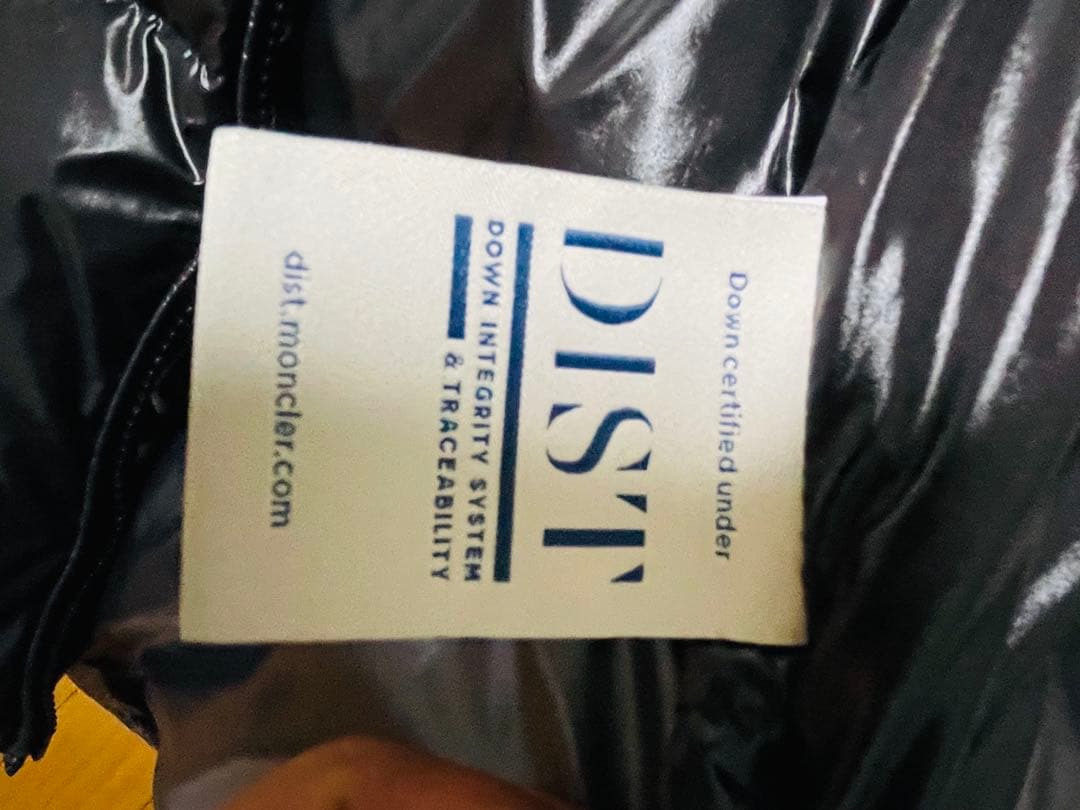 Down certified under
DIST
DOWN INTEGRITY SYSTEM
& TRACEABILITY
dist.moncler.com